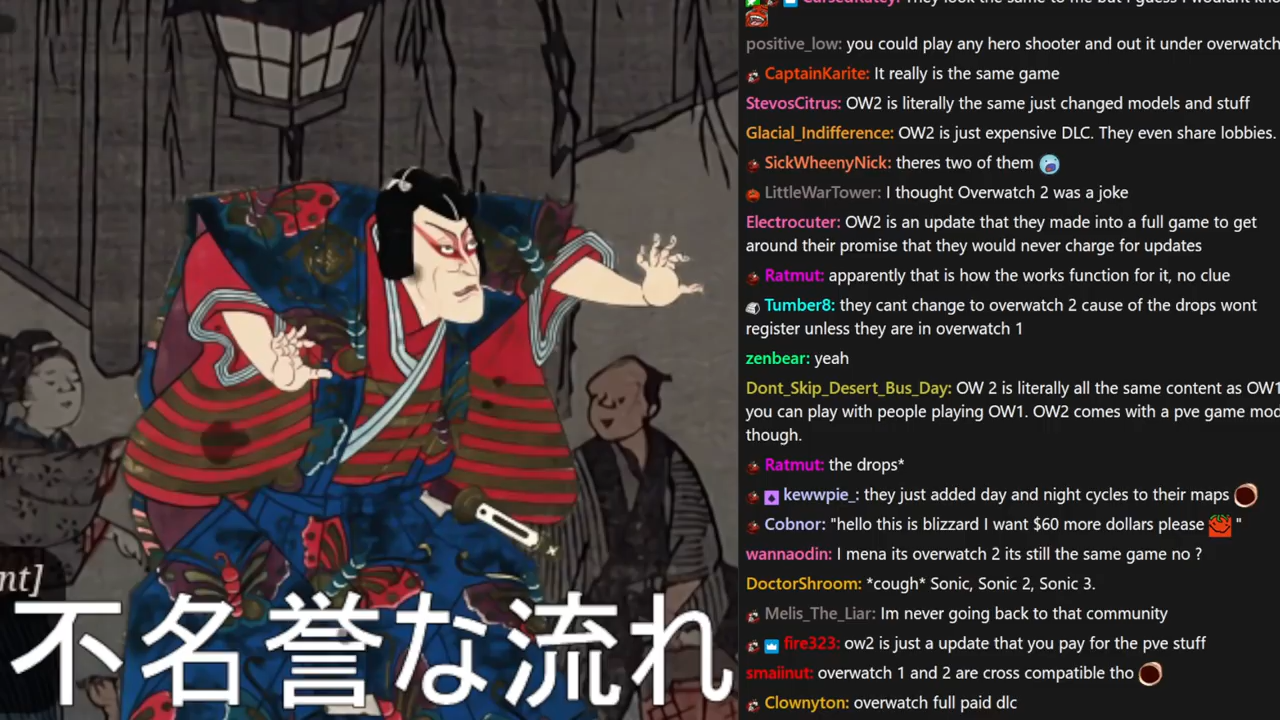 nt]
不名誉な流れ
CursedKatey: They look the same to me but I guess I wouldnt kno
positive_low: you could play any hero shooter and out it under overwatch
CaptainKarite: It really is the same game
StevosCitrus: OW2 is literally the same just changed models and stuff
Glacial_Indifference: OW2 is just expensive DLC. They even share lobbies.
SickWheenyNick: theres two of them
LittleWarTower: I thought Overwatch 2 was a joke
Electrocuter: OW2 is an update that they made into a full game to get
around their promise that they would never charge for updates
Ratmut: apparently that is how the works function for it, no clue
Tumber8: they cant change to overwatch 2 cause of the drops wont
register unless they are in overwatch 1
zenbear: yeah
Dont_Skip_Desert_Bus_Day: OW 2 is literally all the same content as OW1
you can play with people playing OW1. OW2 comes with a pve game mod
though.
Ratmut: the drops*
kewwpie_: they just added day and night cycles to their maps
Cobnor: "hello this is blizzard I want $60 more dollars please "
wannaodin: I mena its overwatch 2 its still the same game no ?
DoctorShroom: *cough* Sonic, Sonic 2, Sonic 3.
Melis_The_Liar: Im never going back to that community
fire323: ow2 is just a update that you pay for the pve stuff
smaiinut: overwatch 1 and 2 are cross compatible tho
Clownyton: overwatch full paid dlc